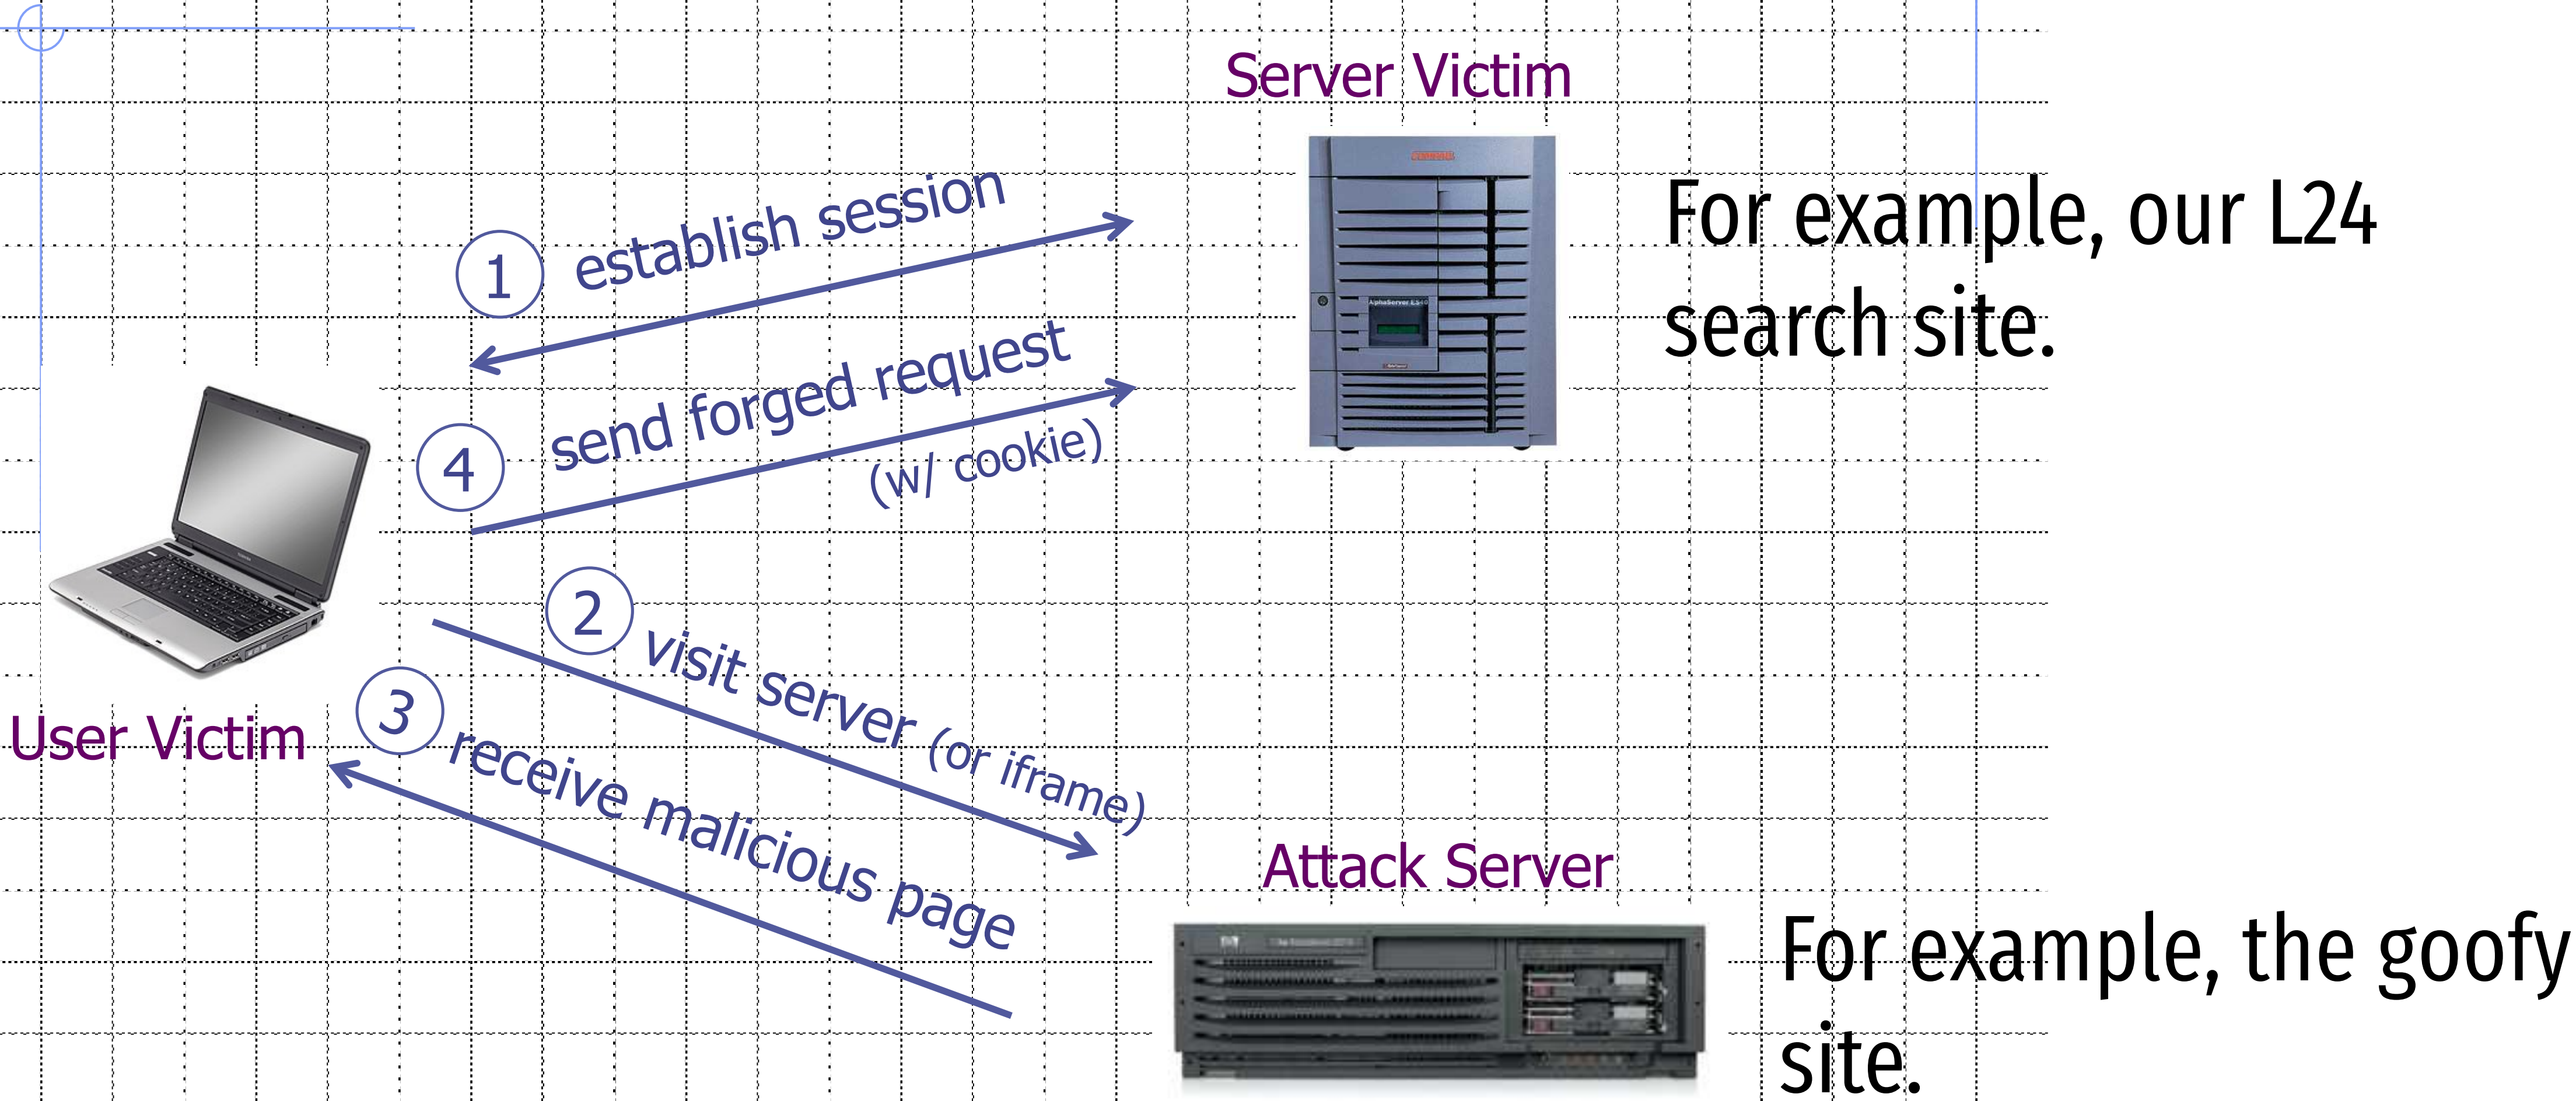 Server Victim
For example, our L24
search site.
1 establish session
4 send forged request
(w/ cookie)
2 visit server (or iframe)
3 receive malicious page
User Victim
Attack Server
For example, the goofy
site.